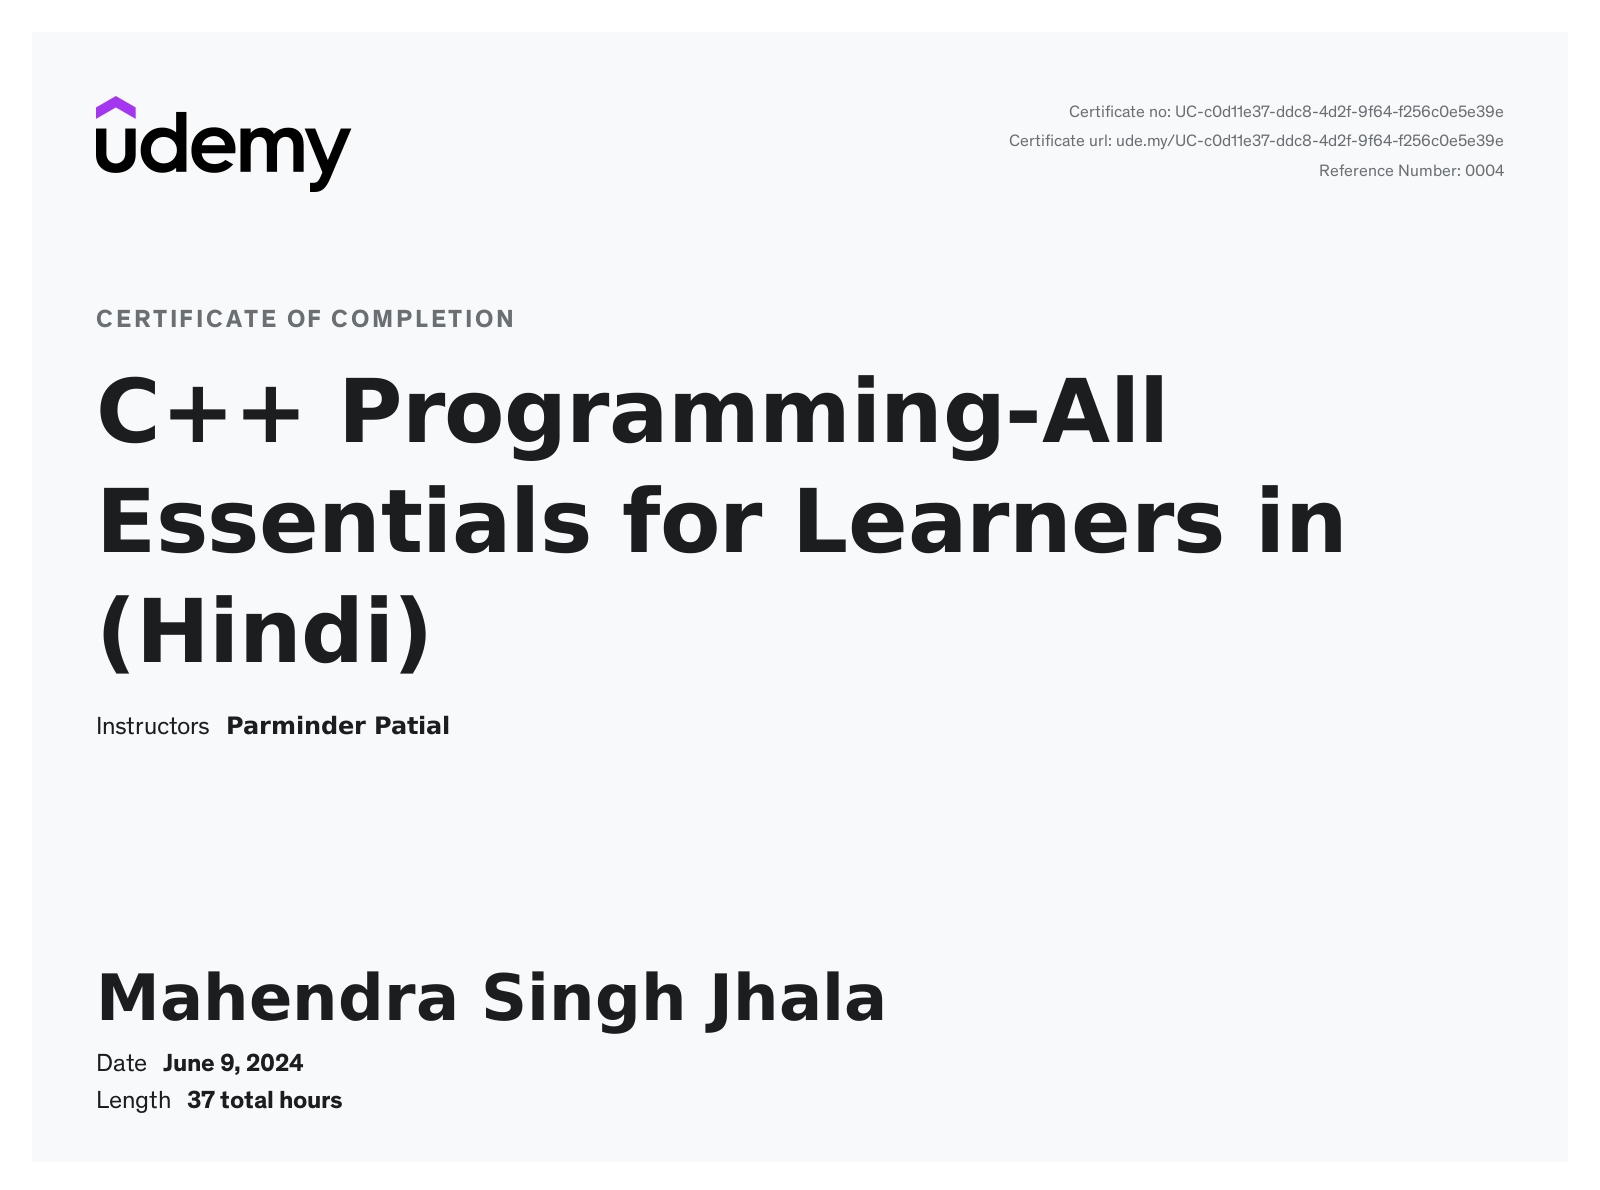 udemy
Certificate no: UC-c0d11e37-ddc8-4d2f-9f64-f256c0e5e39e
Certificate url: ude.my/UC-c0d11e37-ddc8-4d2f-9f64-f256c0e5e39e
Reference Number: 0004
CERTIFICATE OF COMPLETION
C++ Programming-All
Essentials for Learners in
(Hindi)
Instructors Parminder Patial
Mahendra Singh Jhala
Date June 9, 2024
Length 37 total hours